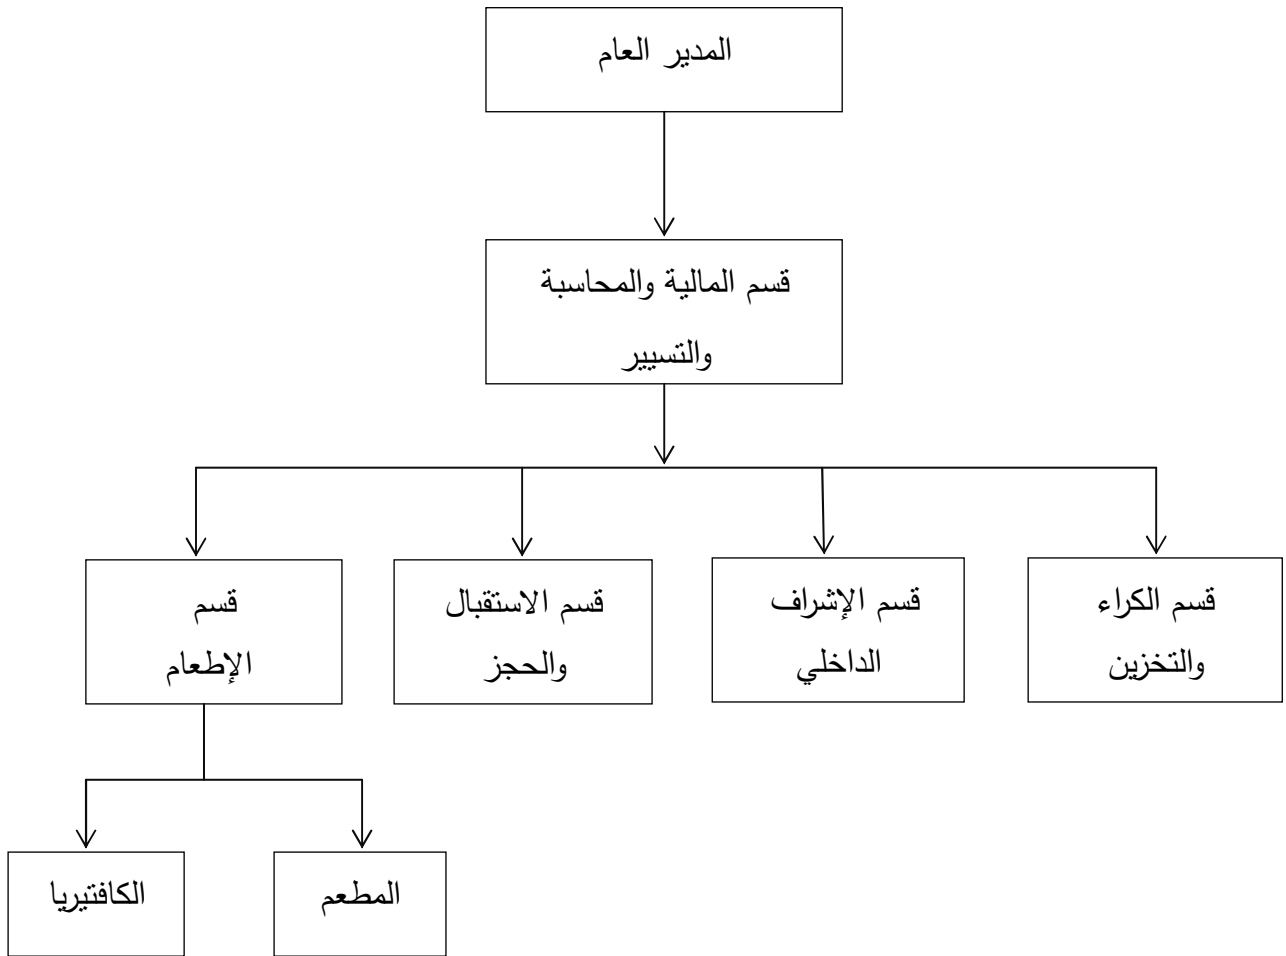 المدير العام
قسم المالية والمحاسبة
والتسيير
قسم الكراء
والتخزين
قسم الإشراف
الداخلي
قسم الاستقبال
والحجز
قسم
الإطعام
المطعم
الكافتيريا